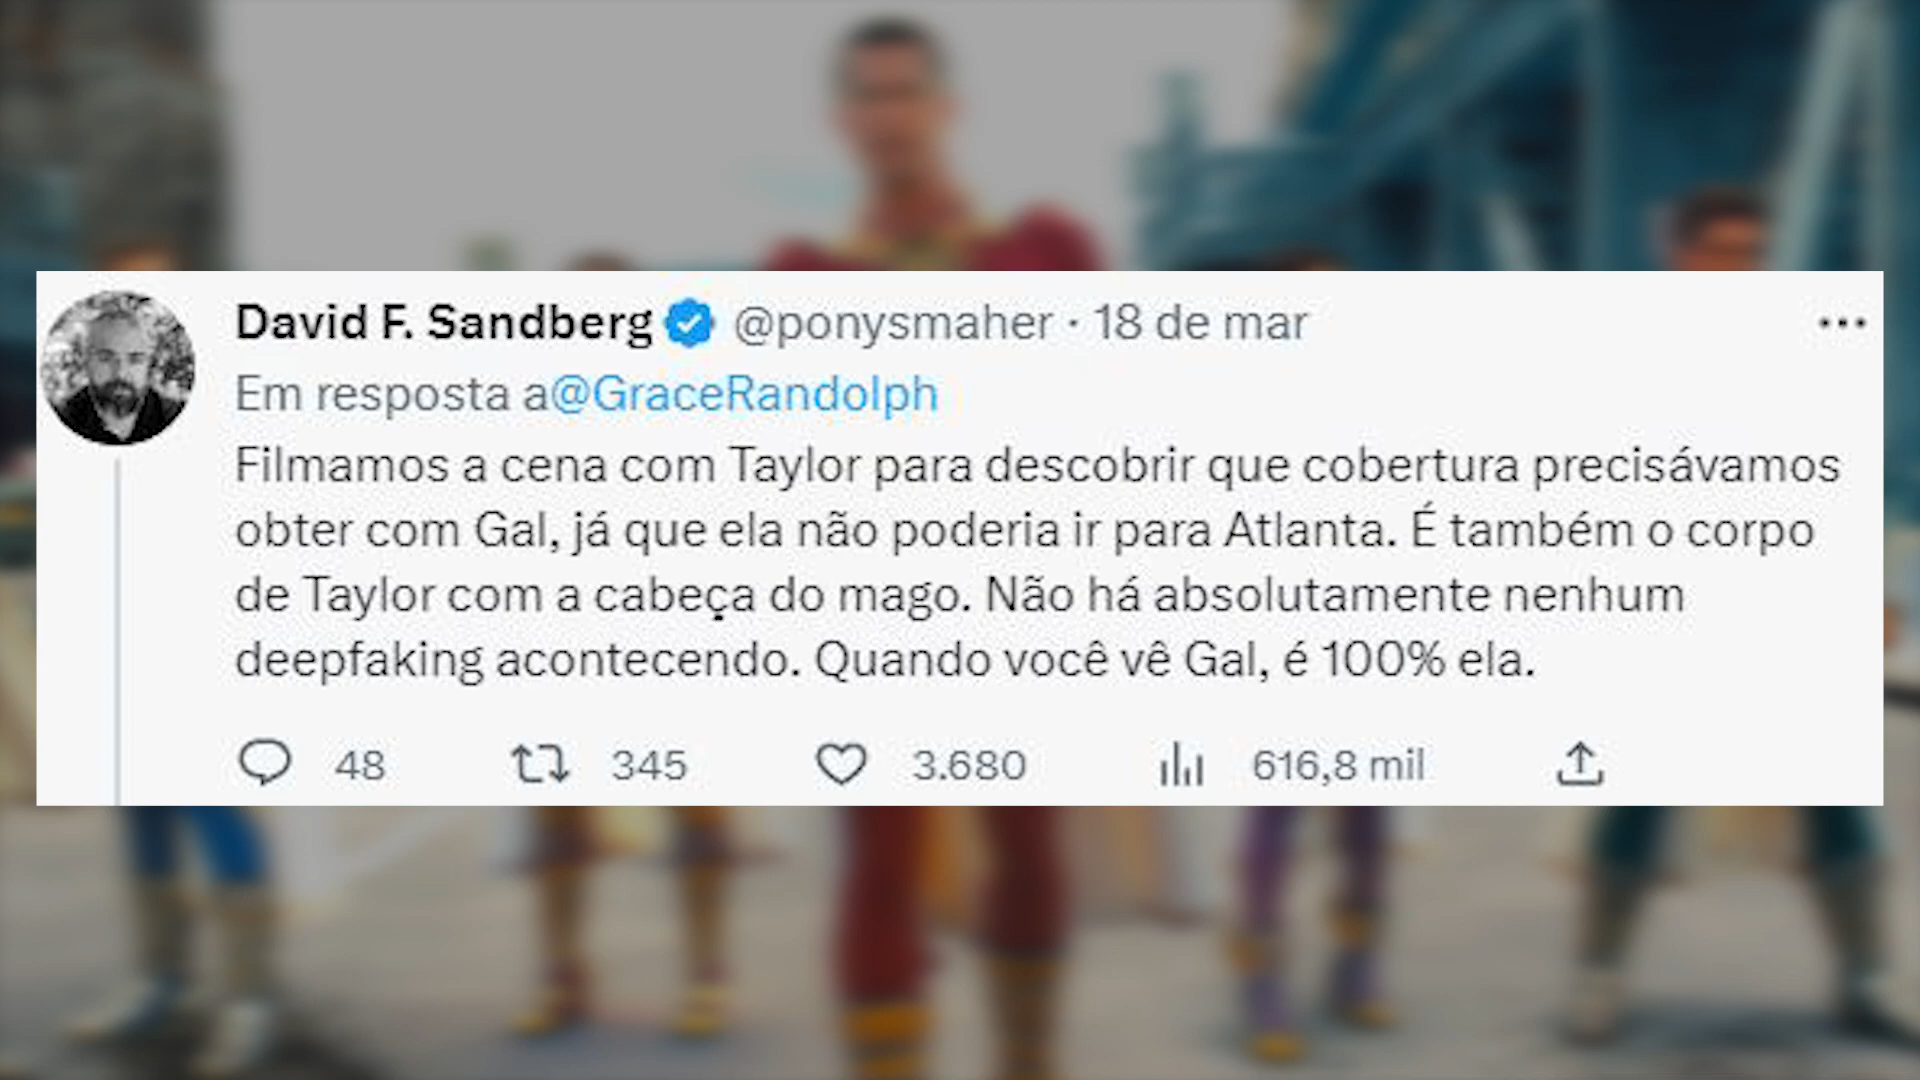 David F. Sandberg @ponysmaher · 18 de mar
Em resposta a@GraceRandolph
Filmamos a cena com Taylor para descobrir que cobertura precisávamos
obter com Gal, já que ela não poderia ir para Atlanta. É também o corpo
de Taylor com a cabeça do mago. Não há absolutamente nenhum
deepfaking acontecendo. Quando você vê Gal, é 100% ela.
48 345 3.680 616,8 mil